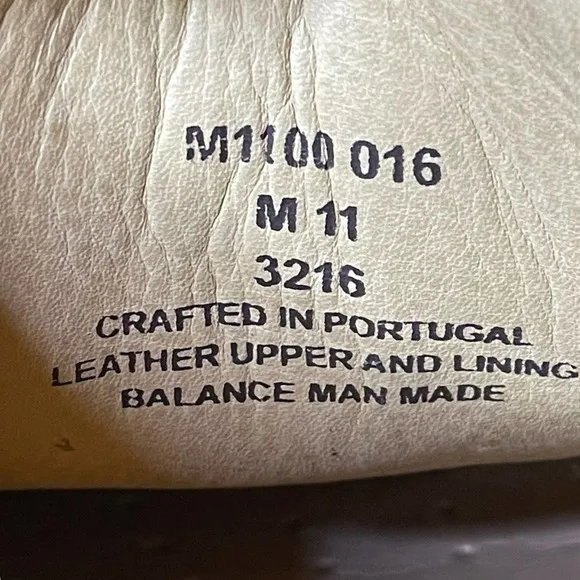 M1100 016
M 11
3216
CRAFTED IN PORTUGAL
LEATHER UPPER AND LINING
BALANCE MAN MADE